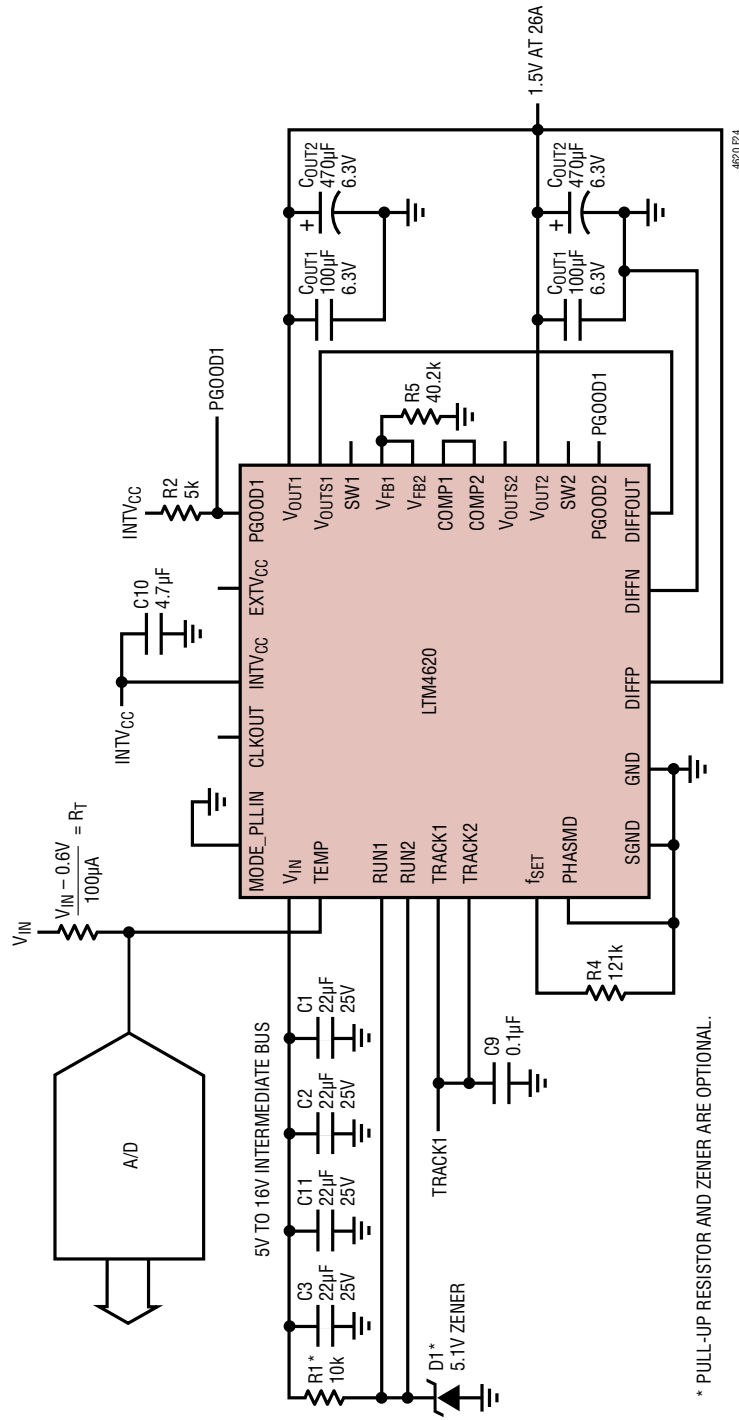 VIN
VIN – 0.6V
100µA
= RT
A/D
5V TO 16V INTERMEDIATE BUS
R1*
10k
C3
22µF
25V
C11
22µF
25V
C2
22µF
25V
C1
22µF
25V
D1*
5.1V ZENER
TRACK1
C9
0.1µF
R4
121k
INTVCC
C10
4.7µF
INTVCC
R2
5k
PGOOD1
MODE_PLLIN
CLKOUT
INTVCC
EXTVCC
PGOOD1
VIN
TEMP
RUN1
RUN2
TRACK1
TRACK2
fSET
PHASMD
LTM4620
VOUT1
VOUTS1
SW1
VFB1
VFB2
COMP1
COMP2
VOUTS2
VOUT2
SW2
PGOOD2
SGND
GND
DIFFP
DIFFN
DIFFOUT
R5
40.2k
PGOOD1
COUT1
100µF
6.3V
COUT2
470µF
6.3V
+
COUT1
100µF
6.3V
COUT2
470µF
6.3V
+
1.5V AT 26A
* PULL-UP RESISTOR AND ZENER ARE OPTIONAL.
4620 F24